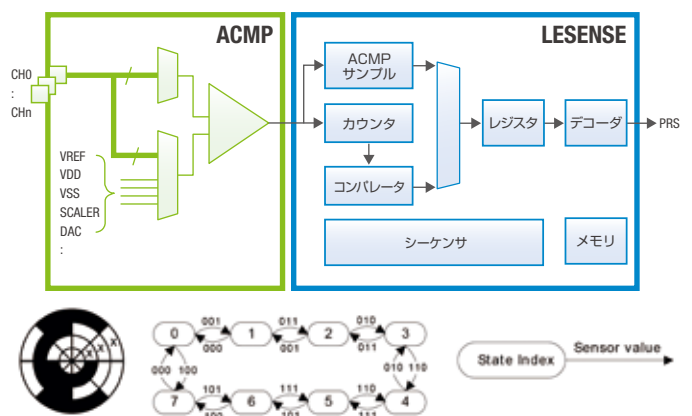 ACMP
LESENSE
CH0
:
CHn
VREF
VDD
VSS
SCALER
DAC
:
ACMP
サンプル
カウンタ
コンパレータ
レジスタ
デコーダ
PRS
シーケンサ
メモリ
X
X
X
0
001
000
1
011
001
2
010
011
3
000 100
010 110
7
101
100
6
111
101
5
110
111
4
State Index
Sensor value